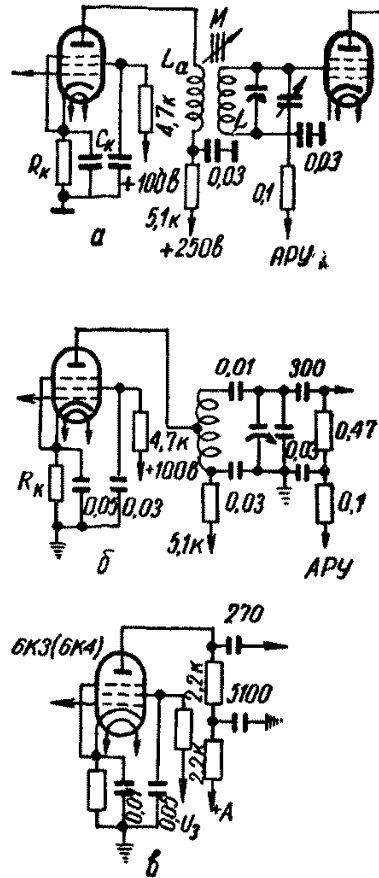 М
Lа
4,7к
Rк
Cк
+100в
L
0,03
0,03
5,1к
0,1
+250в
АРУ
а
0,01
300
4,7к
0,47
Rк
+100в
0,05
0,03
0,03
0,03
0,1
5,1к
АРУ
б
270
6К3(6К4)
2,2к
5100
2,2к
0,01
0,05
U3
+А
в